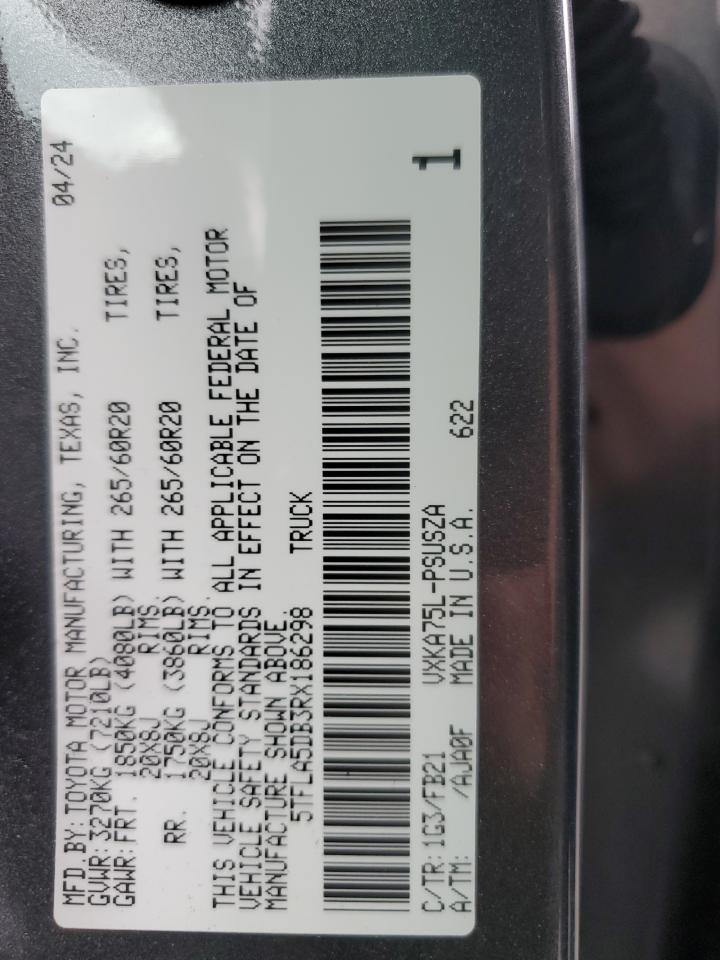 MFD.BY: TOYOTA MOTOR MANUFACTURING, TEXAS, INC. 04/24
GVWR: 3270KG (7210LB)
GAWR: FRT. 1850KG (4080LB) WITH 265/60R20 TIRES,
20X8J RIMS
RR. 1750KG (3860LB) WITH 265/60R20 TIRES,
20X8J RIMS.
THIS VEHICLE CONFORMS TO ALL APPLICABLE FEDERAL MOTOR
VEHICLE SAFETY STANDARDS IN EFFECT ON THE DATE OF
MANUFACTURE SHOWN ABOVE.
5TFLA5DB3RX186298 TRUCK
C/TR: 1G3/FB21 VXKA75L-PSUSZA 1
A/TM: /AJA0F MADE IN U.S.A. 622